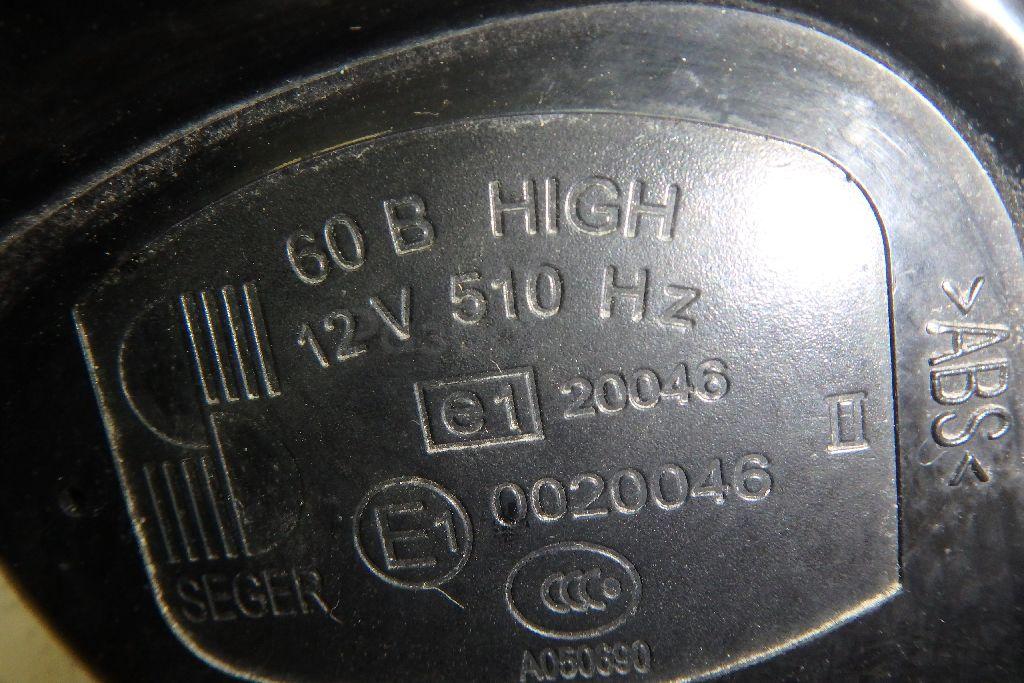 60 B HIGH
12V 510 Hz
e1 20046
II
E1 0020046
SEGER
CCC
A050690
>ABS<